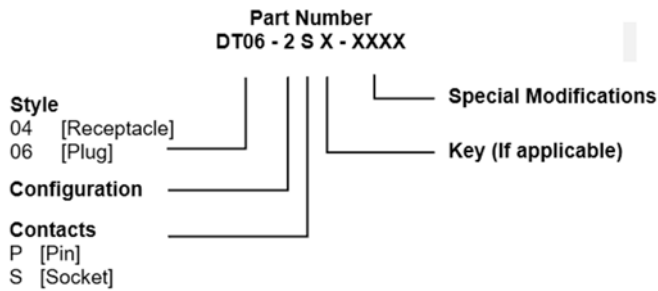 Part Number
DT06 - 2 S X - XXXX
Style
04 [Receptacle]
06 [Plug]
Configuration
Contacts
P [Pin]
S [Socket]
Special Modifications
Key (If applicable)